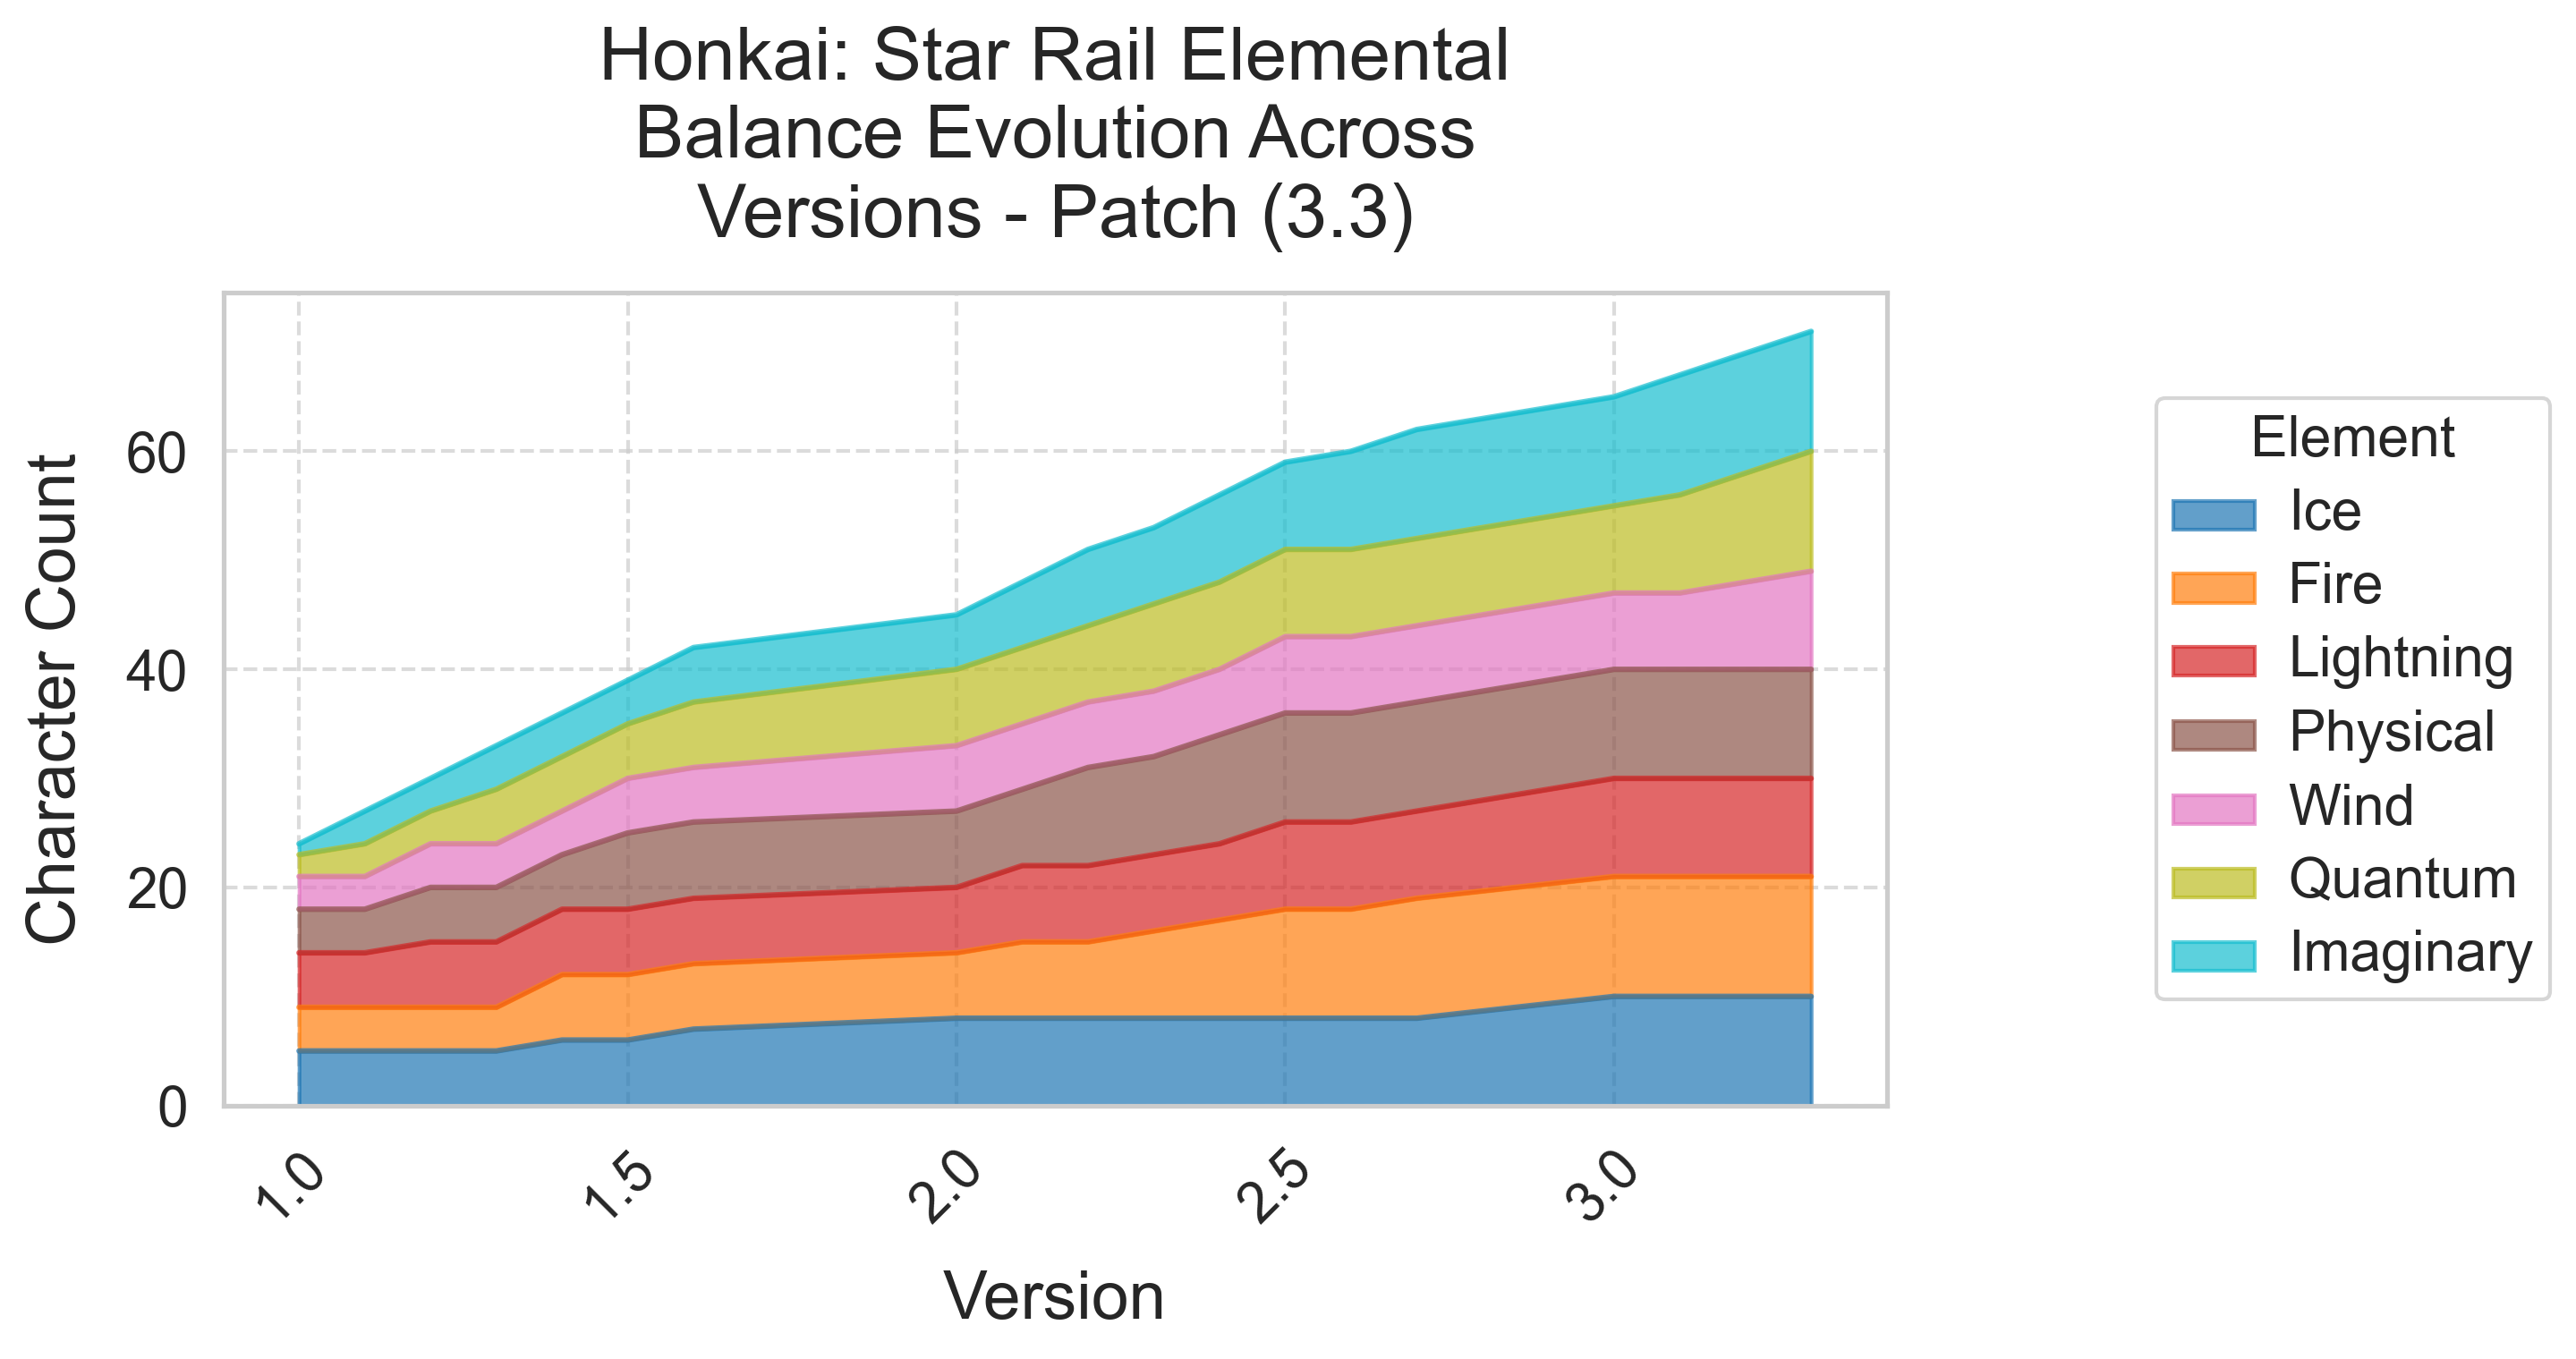 Honkai: Star Rail Elemental
Balance Evolution Across
Versions - Patch (3.3)
Character Count
60
40
20
0
1.0
1.5
2.0
2.5
3.0
Version
Element
Ice
Fire
Lightning
Physical
Wind
Quantum
Imaginary